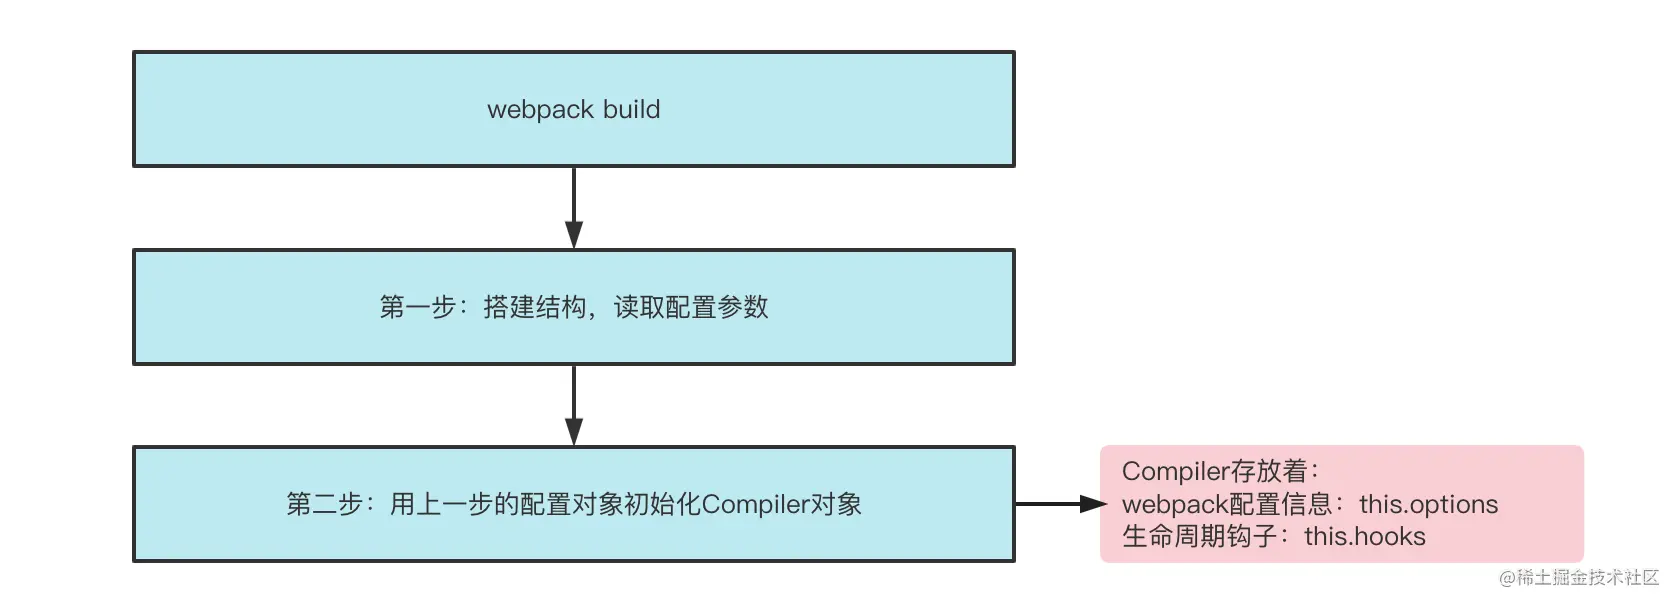 webpack build
第一步：搭建结构，读取配置参数
第二步：用上一步的配置对象初始化Compiler对象
Compiler存放着：
webpack配置信息：this.options
生命周期钩子：this.hooks
@稀土掘金技术社区